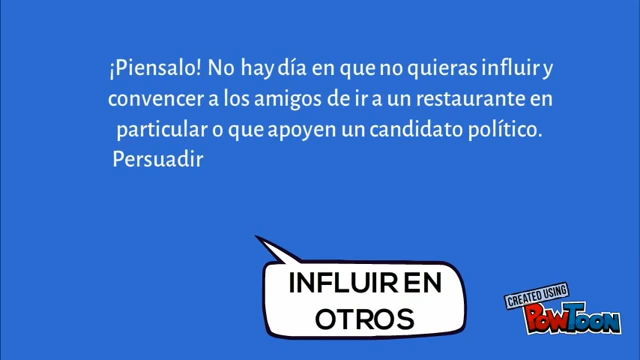 ¡Piensalo! No hay día en que no quieras influir y
convencer a los amigos de ir a un restaurante en
particular o que apoyen un candidato político.
Persuadir
INFLUIR EN
OTROS
CREATED USING
POWTOON